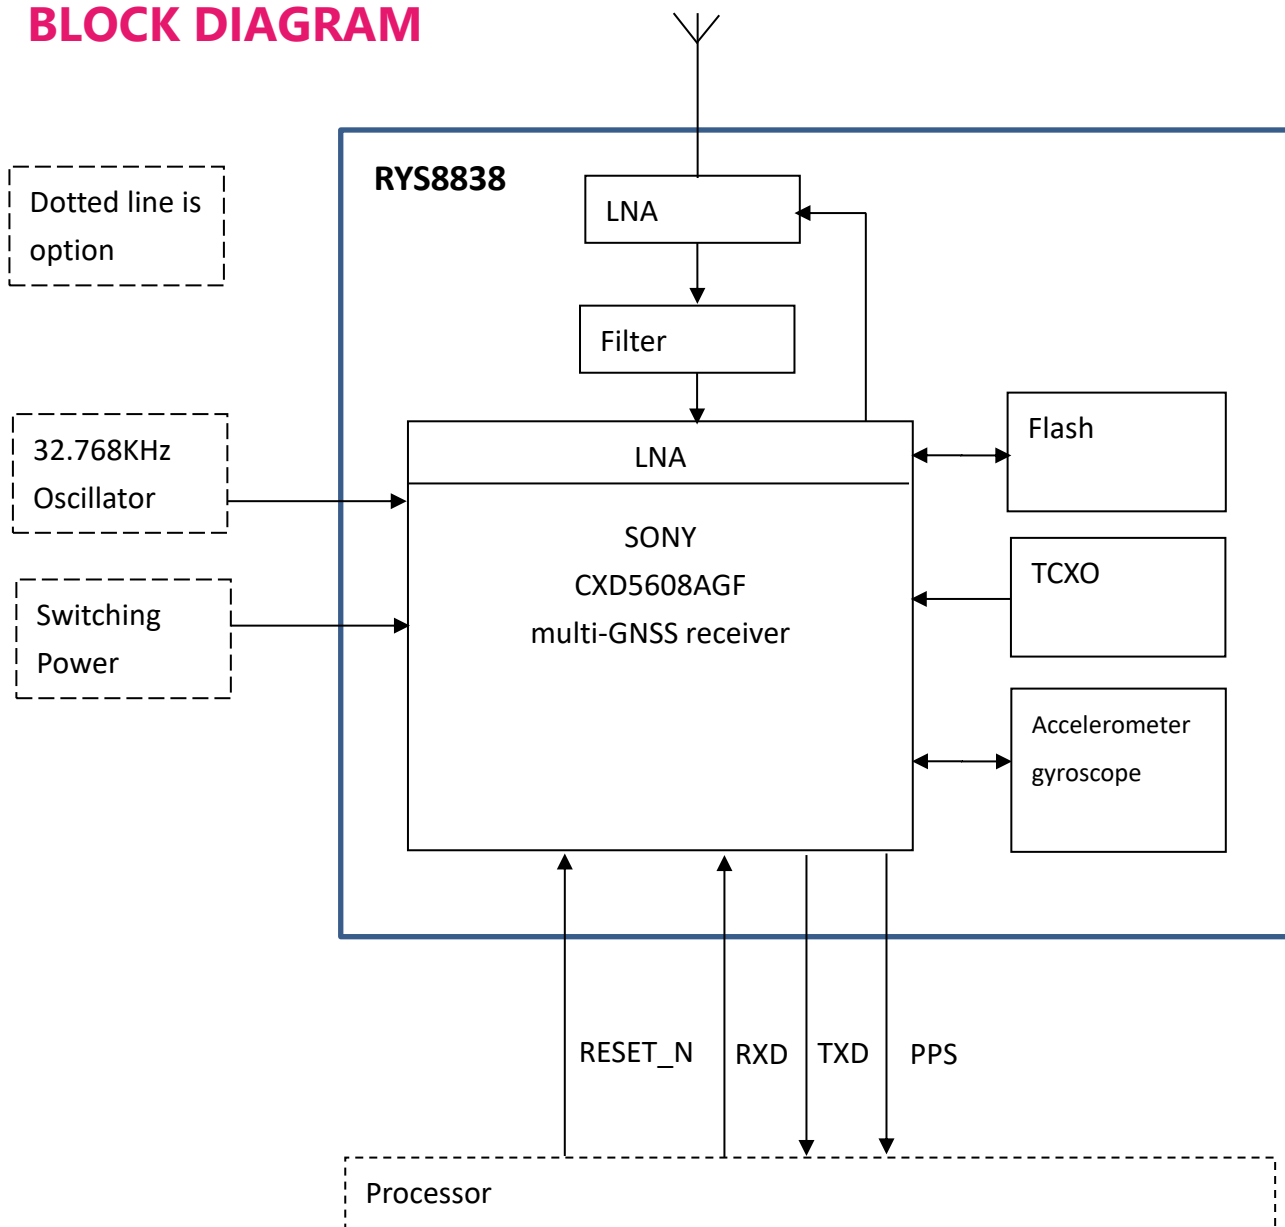 BLOCK DIAGRAM
RYS8838
Dotted line is
option
LNA
Filter
32.768KHz
Oscillator
Switching
Power
LNA
SONY
CXD5608AGF
multi-GNSS receiver
Flash
TCXO
Accelerometer
gyroscope
RESET_N
RXD
TXD
PPS
Processor